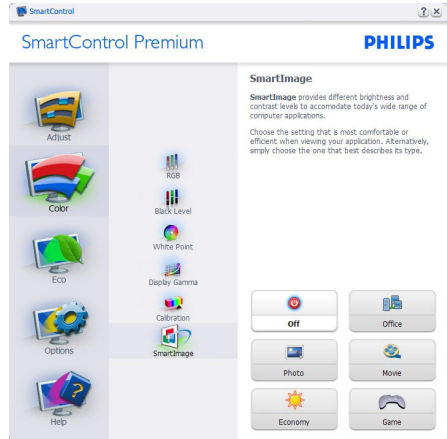 SmartControl
SmartControl Premium
PHILIPS
Adjust
Color
Eco
Options
Help
RGB
Black Level
White Point
Display Gamma
Calibration
SmartImage
SmartImage
SmartImage provides different brightness and
contrast levels to accomodate today's wide range of
computer applications.
Choose the setting that is most comfortable or
efficient when viewing your application. Alternatively,
simply choose the one that best describes its type.
Off
Office
Photo
Movie
Economy
Game